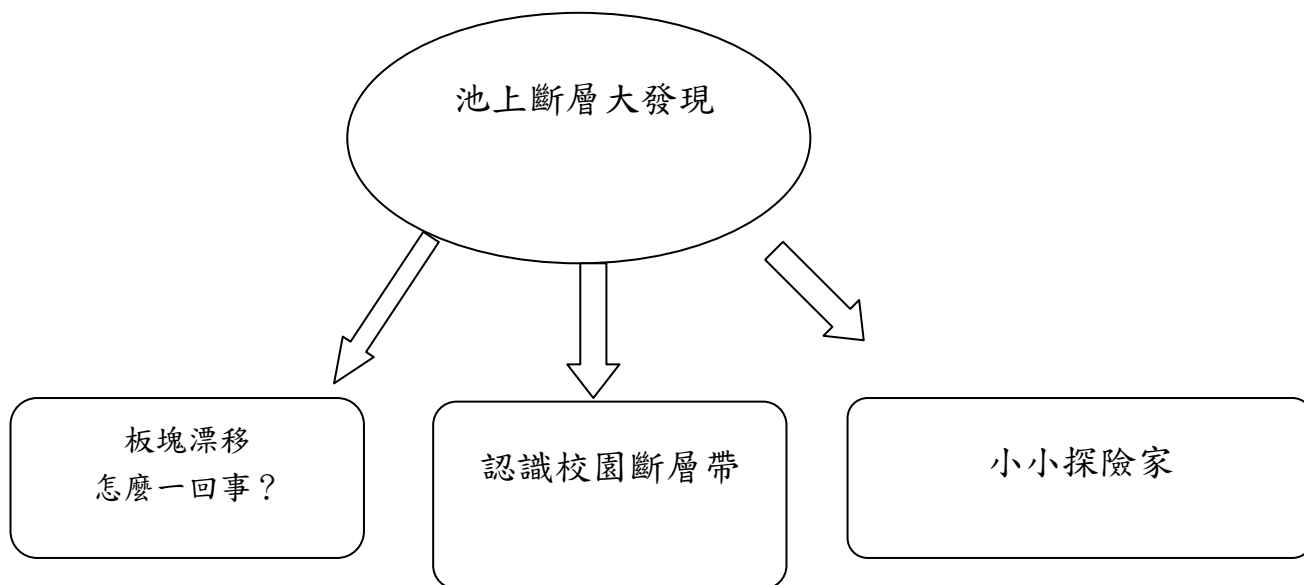 池上斷層大發現
板塊漂移
怎麼一回事？
認識校園斷層帶
小小探險家